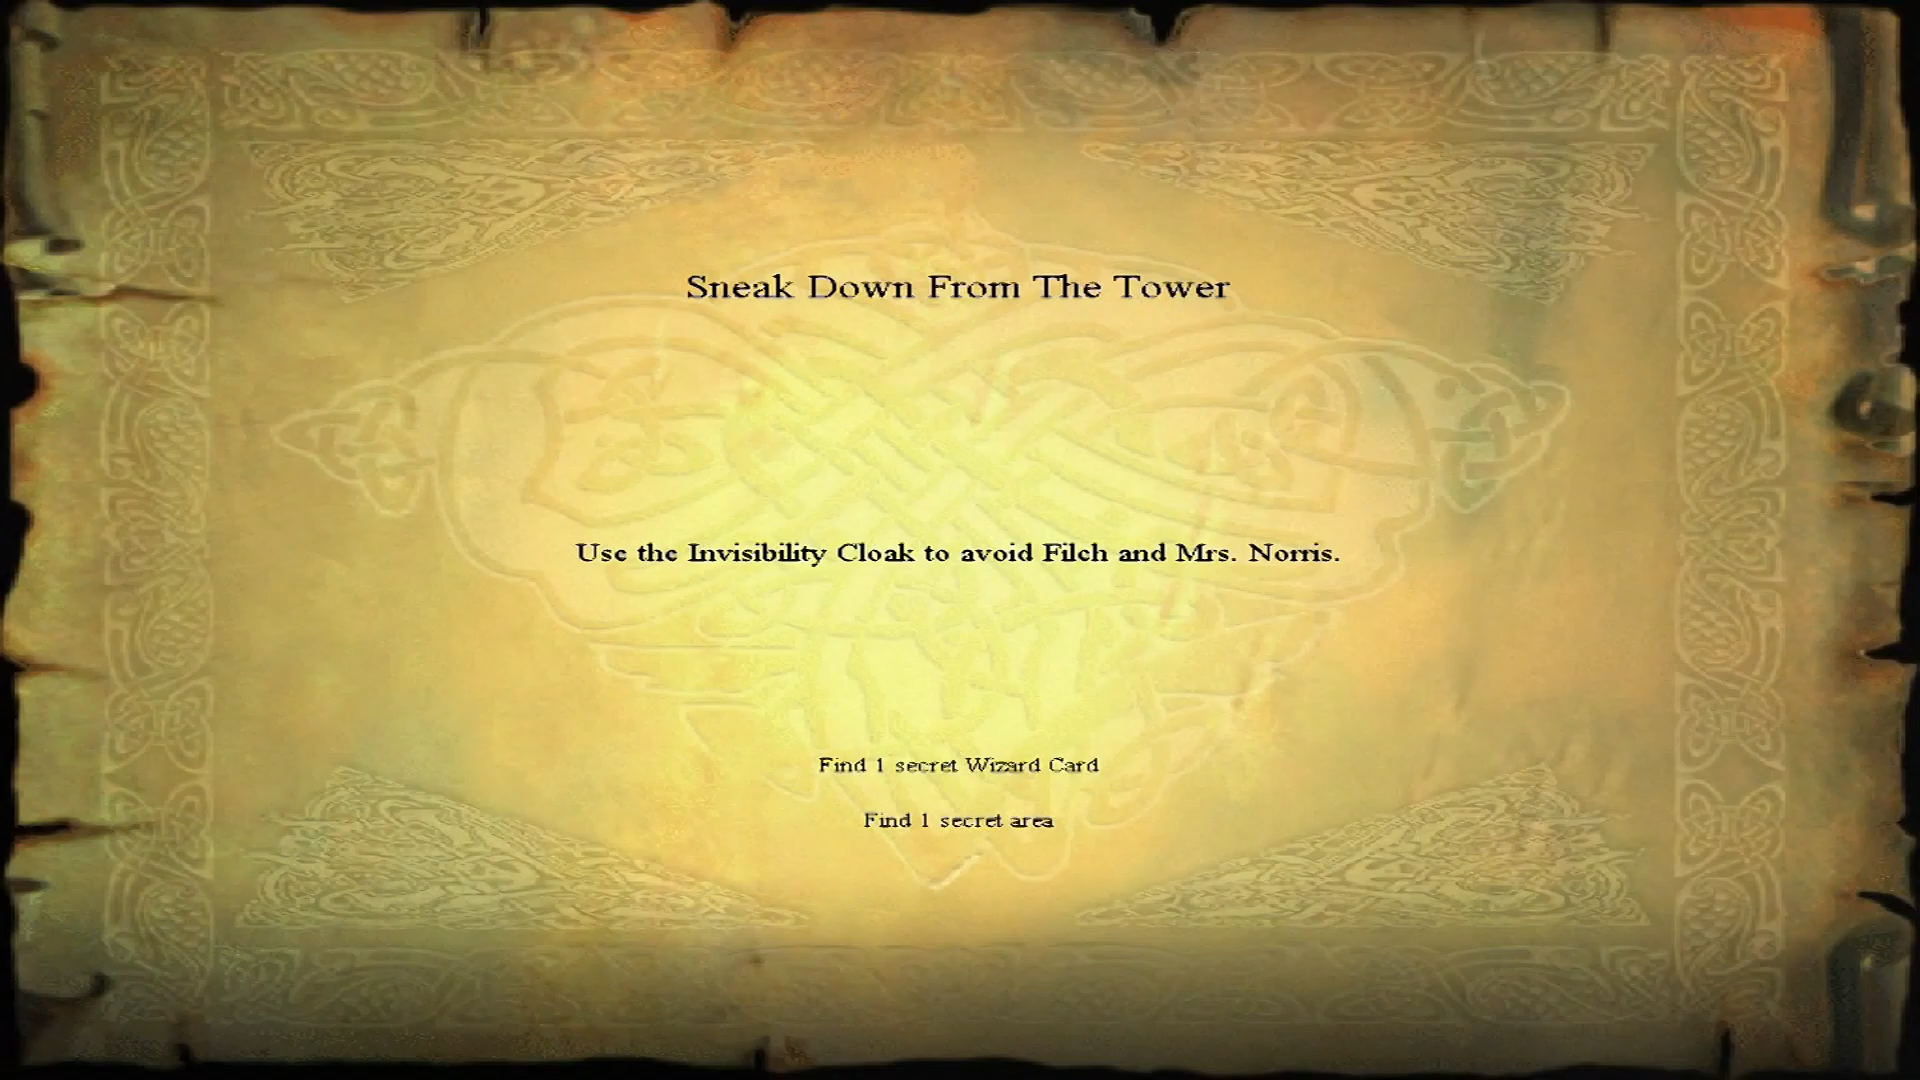 Sneak Down From The Tower
Use the Invisibility Cloak to avoid Filch and Mrs. Norris.
Find 1 secret Wizard Card
Find 1 secret area